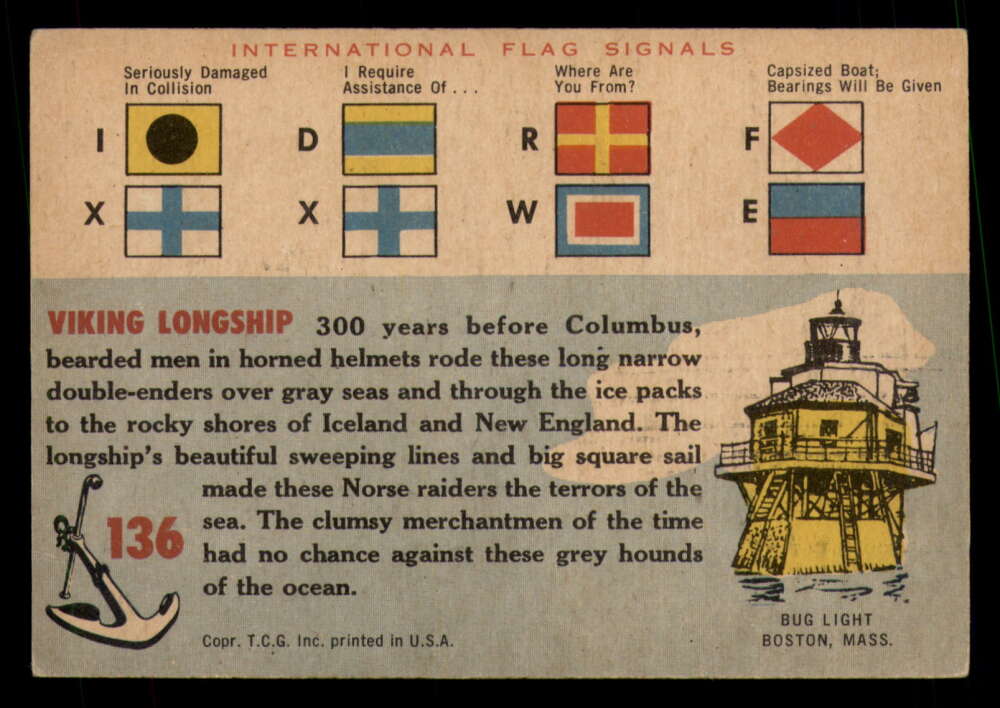 INTERNATIONAL FLAG SIGNALS
Seriously Damaged
In Collision
I Require
Assistance Of . . .
Where Are
You From?
Capsized Boat;
Bearings Will Be Given
I
D
R
F
X
X
W
E
VIKING LONGSHIP 300 years before Columbus,
bearded men in horned helmets rode these long narrow
double-enders over gray seas and through the ice packs
to the rocky shores of Iceland and New England. The
longship's beautiful sweeping lines and big square sail
made these Norse raiders the terrors of the
sea. The clumsy merchantmen of the time
had no chance against these grey hounds
of the ocean.
136
Copr. T.C.G. Inc. printed in U.S.A.
BUG LIGHT
BOSTON, MASS.